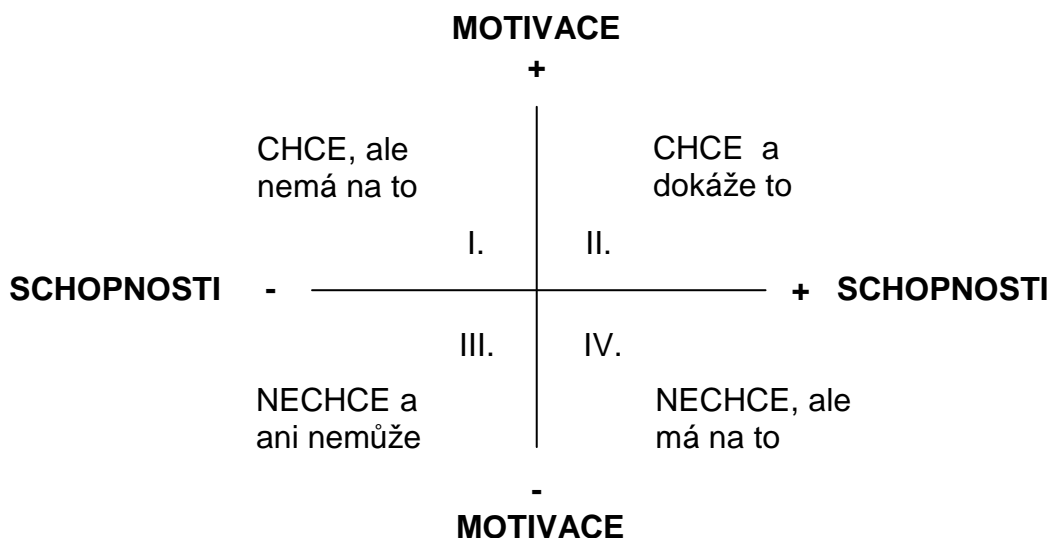 MOTIVACE
+
CHCE, ale
nemá na to
CHCE a
dokáže to
I.
II.
SCHOPNOSTI -
+ SCHOPNOSTI
III.
IV.
NECHCE a
ani nemůže
NECHCE, ale
má na to
-
MOTIVACE